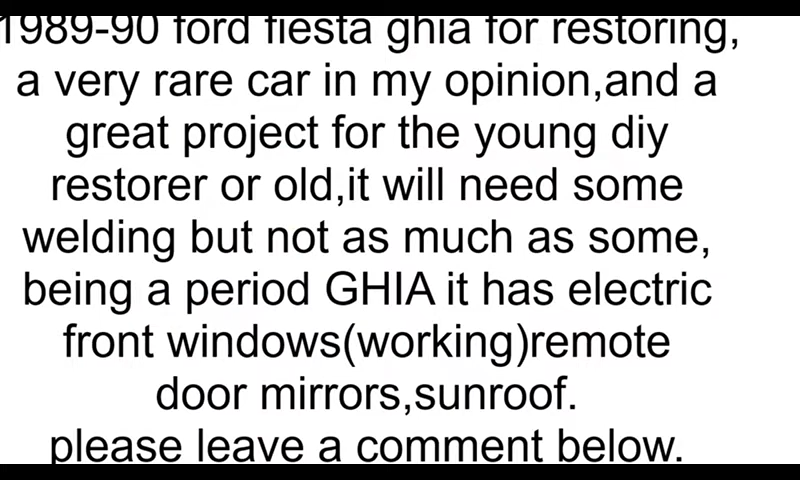 1989-90 ford fiesta ghia for restoring,
a very rare car in my opinion,and a
great project for the young diy
restorer or old,it will need some
welding but not as much as some,
being a period GHIA it has electric
front windows(working)remote
door mirrors,sunroof.
please leave a comment below.